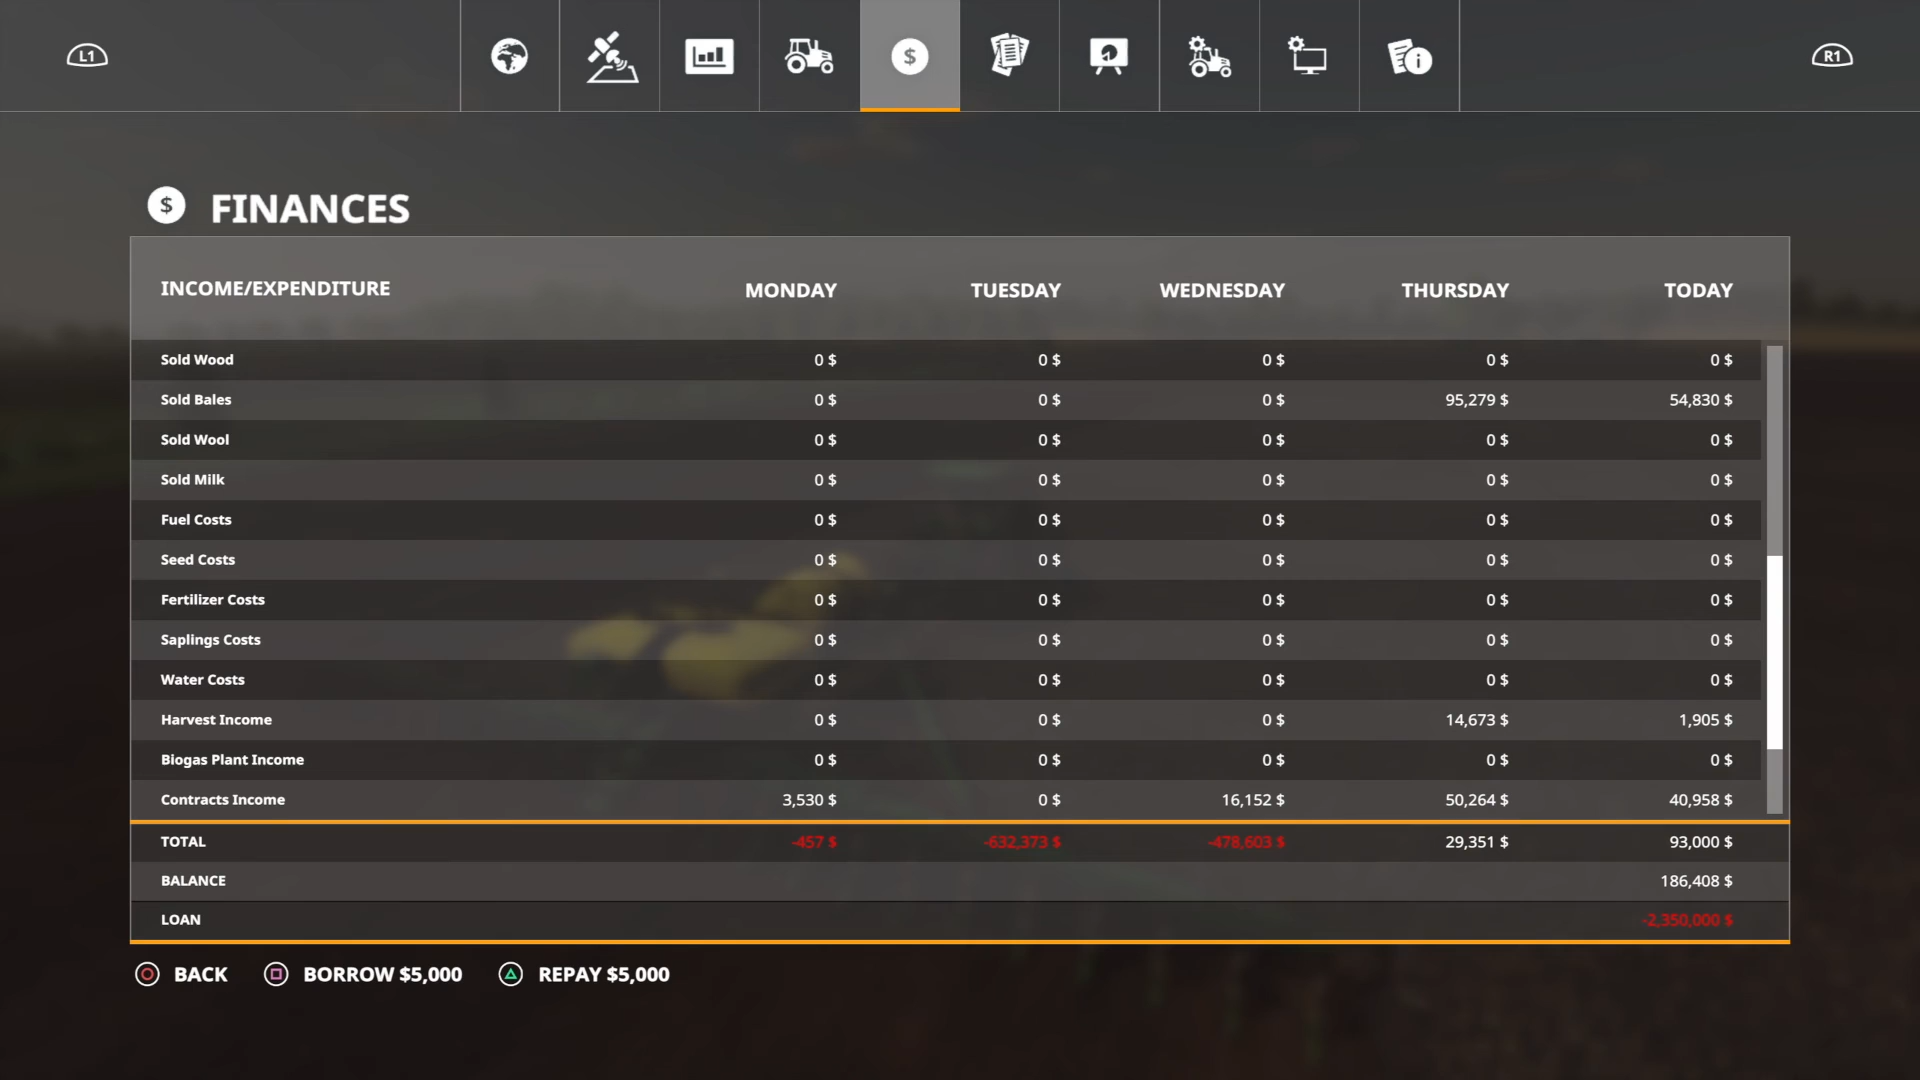 L1
R1
$ FINANCES
INCOME/EXPENDITURE MONDAY TUESDAY WEDNESDAY THURSDAY TODAY
Sold Wood 0 $ 0 $ 0 $ 0 $ 0 $
Sold Bales 0 $ 0 $ 0 $ 95,279 $ 54,830 $
Sold Wool 0 $ 0 $ 0 $ 0 $ 0 $
Sold Milk 0 $ 0 $ 0 $ 0 $ 0 $
Fuel Costs 0 $ 0 $ 0 $ 0 $ 0 $
Seed Costs 0 $ 0 $ 0 $ 0 $ 0 $
Fertilizer Costs 0 $ 0 $ 0 $ 0 $ 0 $
Saplings Costs 0 $ 0 $ 0 $ 0 $ 0 $
Water Costs 0 $ 0 $ 0 $ 0 $ 0 $
Harvest Income 0 $ 0 $ 0 $ 14,673 $ 1,905 $
Biogas Plant Income 0 $ 0 $ 0 $ 0 $ 0 $
Contracts Income 3,530 $ 0 $ 16,152 $ 50,264 $ 40,958 $
TOTAL -457 $ -632,373 $ -478,603 $ 29,351 $ 93,000 $
BALANCE 186,408 $
LOAN -2,350,000 $
BACK BORROW $5,000 REPAY $5,000